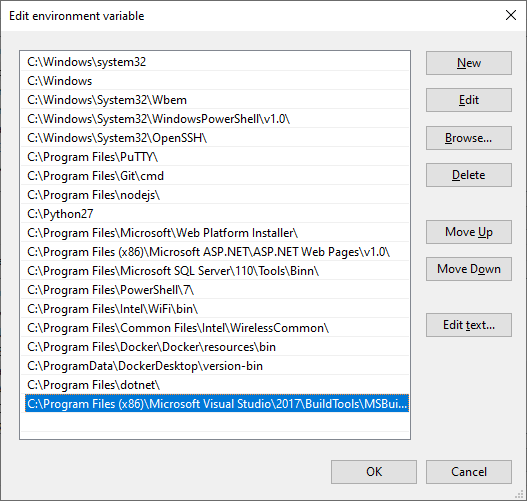 Edit environment variable
C:\Windows\system32
C:\Windows
C:\Windows\System32\Wbem
C:\Windows\System32\WindowsPowerShell\v1.0\
C:\Windows\System32\OpenSSH\
C:\Program Files\PuTTY\
C:\Program Files\Git\cmd
C:\Program Files\nodejs\
C:\Python27
C:\Program Files\Microsoft\Web Platform Installer\
C:\Program Files (x86)\Microsoft ASP.NET\ASP.NET Web Pages\v1.0\
C:\Program Files\Microsoft SQL Server\110\Tools\Binn\
C:\Program Files\PowerShell\7\
C:\Program Files\Intel\WiFi\bin\
C:\Program Files\Common Files\Intel\WirelessCommon\
C:\Program Files\Docker\Docker\resources\bin
C:\ProgramData\DockerDesktop\version-bin
C:\Program Files\dotnet\
C:\Program Files (x86)\Microsoft Visual Studio\2017\BuildTools\MSBui...
New
Edit
Browse...
Delete
Move Up
Move Down
Edit text...
OK
Cancel